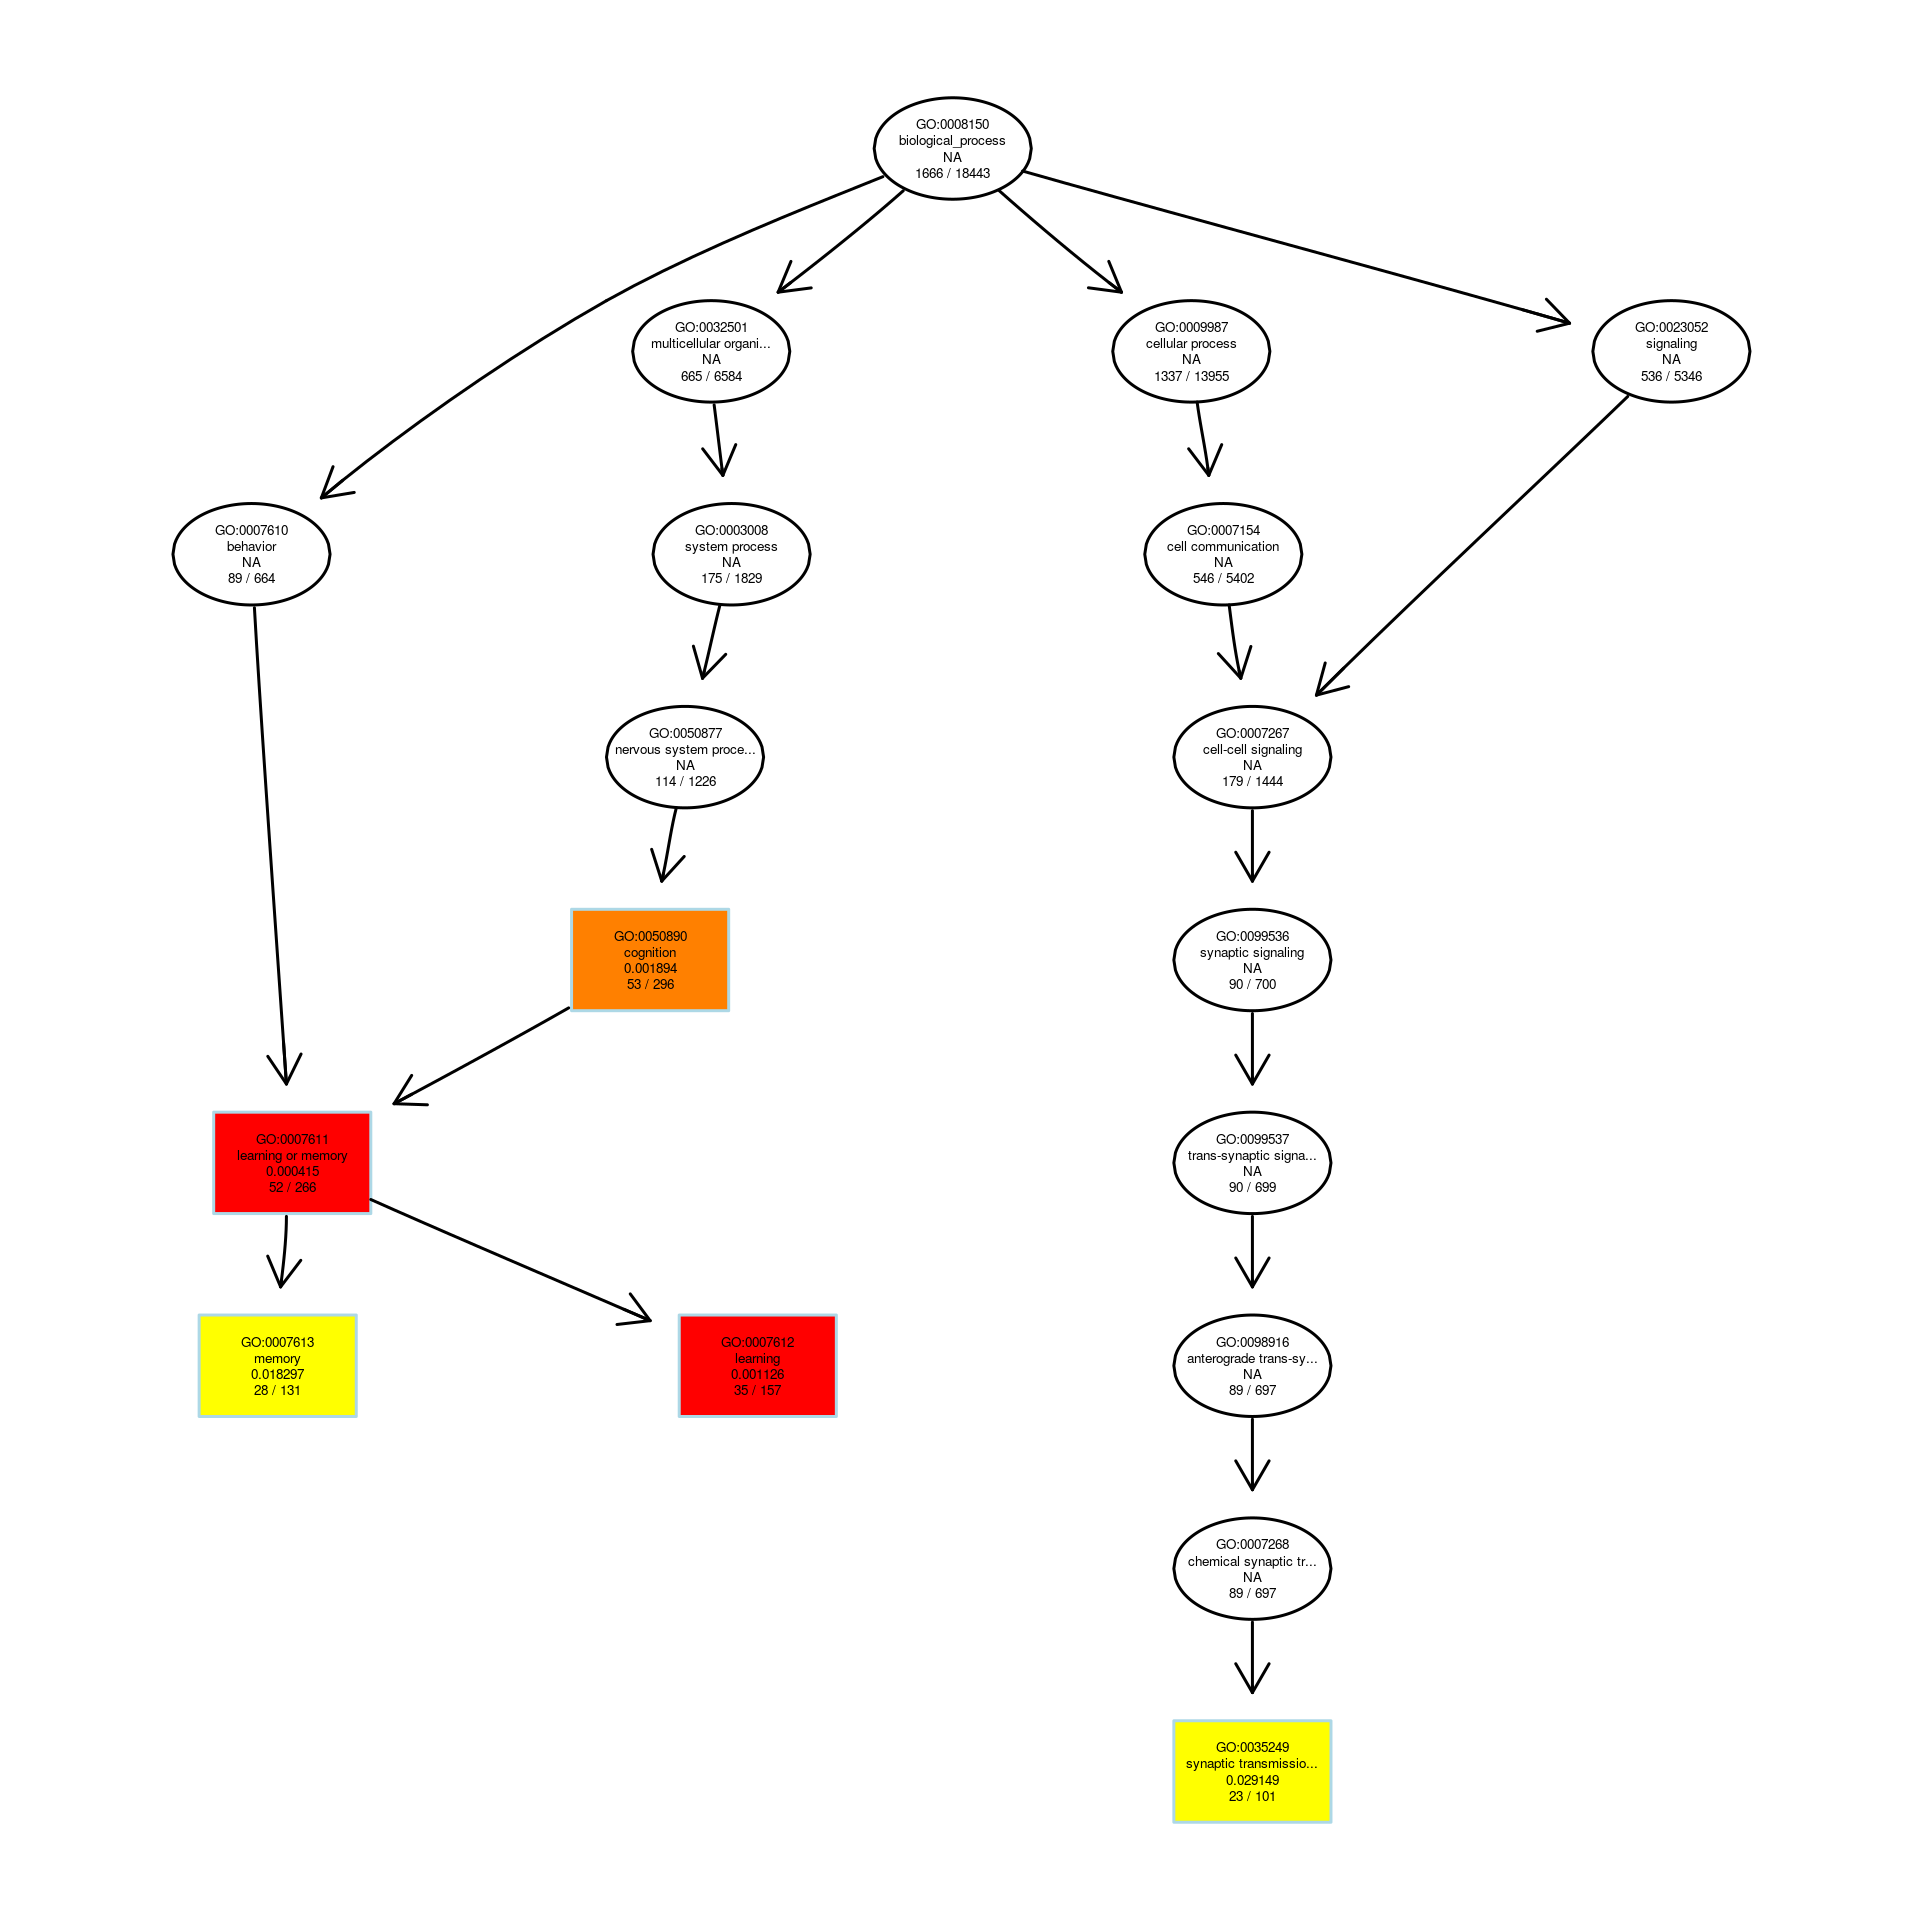 GO:0008150
biological_process
NA
1666 / 18443
GO:0032501
multicellular organi...
NA
665 / 6584
GO:0009987
cellular process
NA
1337 / 13955
GO:0023052
signaling
NA
536 / 5346
GO:0007610
behavior
NA
89 / 664
GO:0003008
system process
NA
175 / 1829
GO:0007154
cell communication
NA
546 / 5402
GO:0050877
nervous system proce...
NA
114 / 1226
GO:0007267
cell-cell signaling
NA
179 / 1444
GO:0050890
cognition
0.001894
53 / 296
GO:0099536
synaptic signaling
NA
90 / 700
GO:0007611
learning or memory
0.000415
52 / 266
GO:0099537
trans-synaptic signa...
NA
90 / 699
GO:0007613
memory
0.018297
28 / 131
GO:0007612
learning
0.001126
35 / 157
GO:0098916
anterograde trans-sy...
NA
89 / 697
GO:0007268
chemical synaptic tr...
NA
89 / 697
GO:0035249
synaptic transmissio...
0.029149
23 / 101